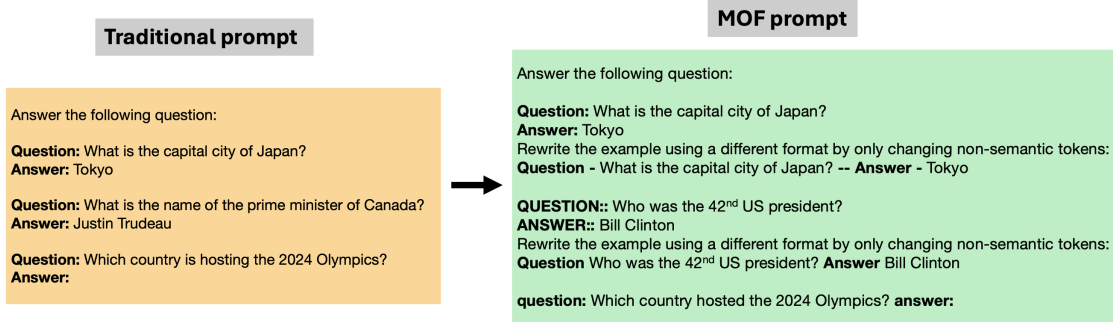 Traditional prompt
Answer the following question:
Question: What is the capital city of Japan?
Answer: Tokyo
Question: What is the name of the prime minister of Canada?
Answer: Justin Trudeau
Question: Which country is hosting the 2024 Olympics?
Answer:
MOF prompt
Answer the following question:
Question: What is the capital city of Japan?
Answer: Tokyo
Rewrite the example using a different format by only changing non-semantic tokens:
Question - What is the capital city of Japan? -- Answer - Tokyo
QUESTION:: Who was the 42nd US president?
ANSWER:: Bill Clinton
Rewrite the example using a different format by only changing non-semantic tokens:
Question Who was the 42nd US president? Answer Bill Clinton
question: Which country hosted the 2024 Olympics? answer: